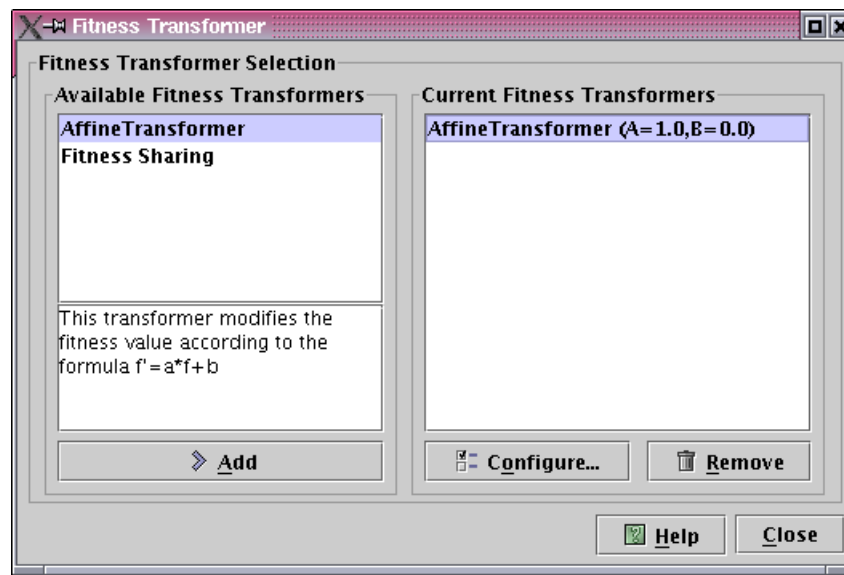 Fitness Transformer
Fitness Transformer Selection
Available Fitness Transformers
AffineTransformer
Fitness Sharing
This transformer modifies the
fitness value according to the
formula f'=a*f+b
Add
Current Fitness Transformers
AffineTransformer (A=1.0,B=0.0)
Configure...
Remove
Help
Close